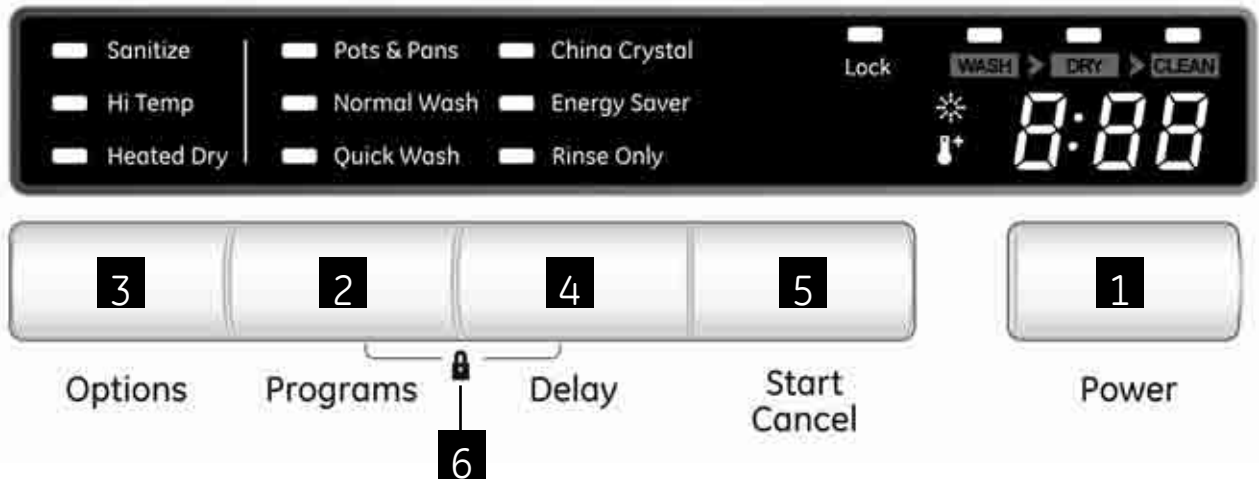 Sanitize Pots & Pans China Crystal
Lock WASH > DRY > CLEAN
Hi Temp Normal Wash Energy Saver
8:88
Heated Dry Quick Wash Rinse Only
3 2 4 5 1
Options Programs Delay Start Cancel Power
6